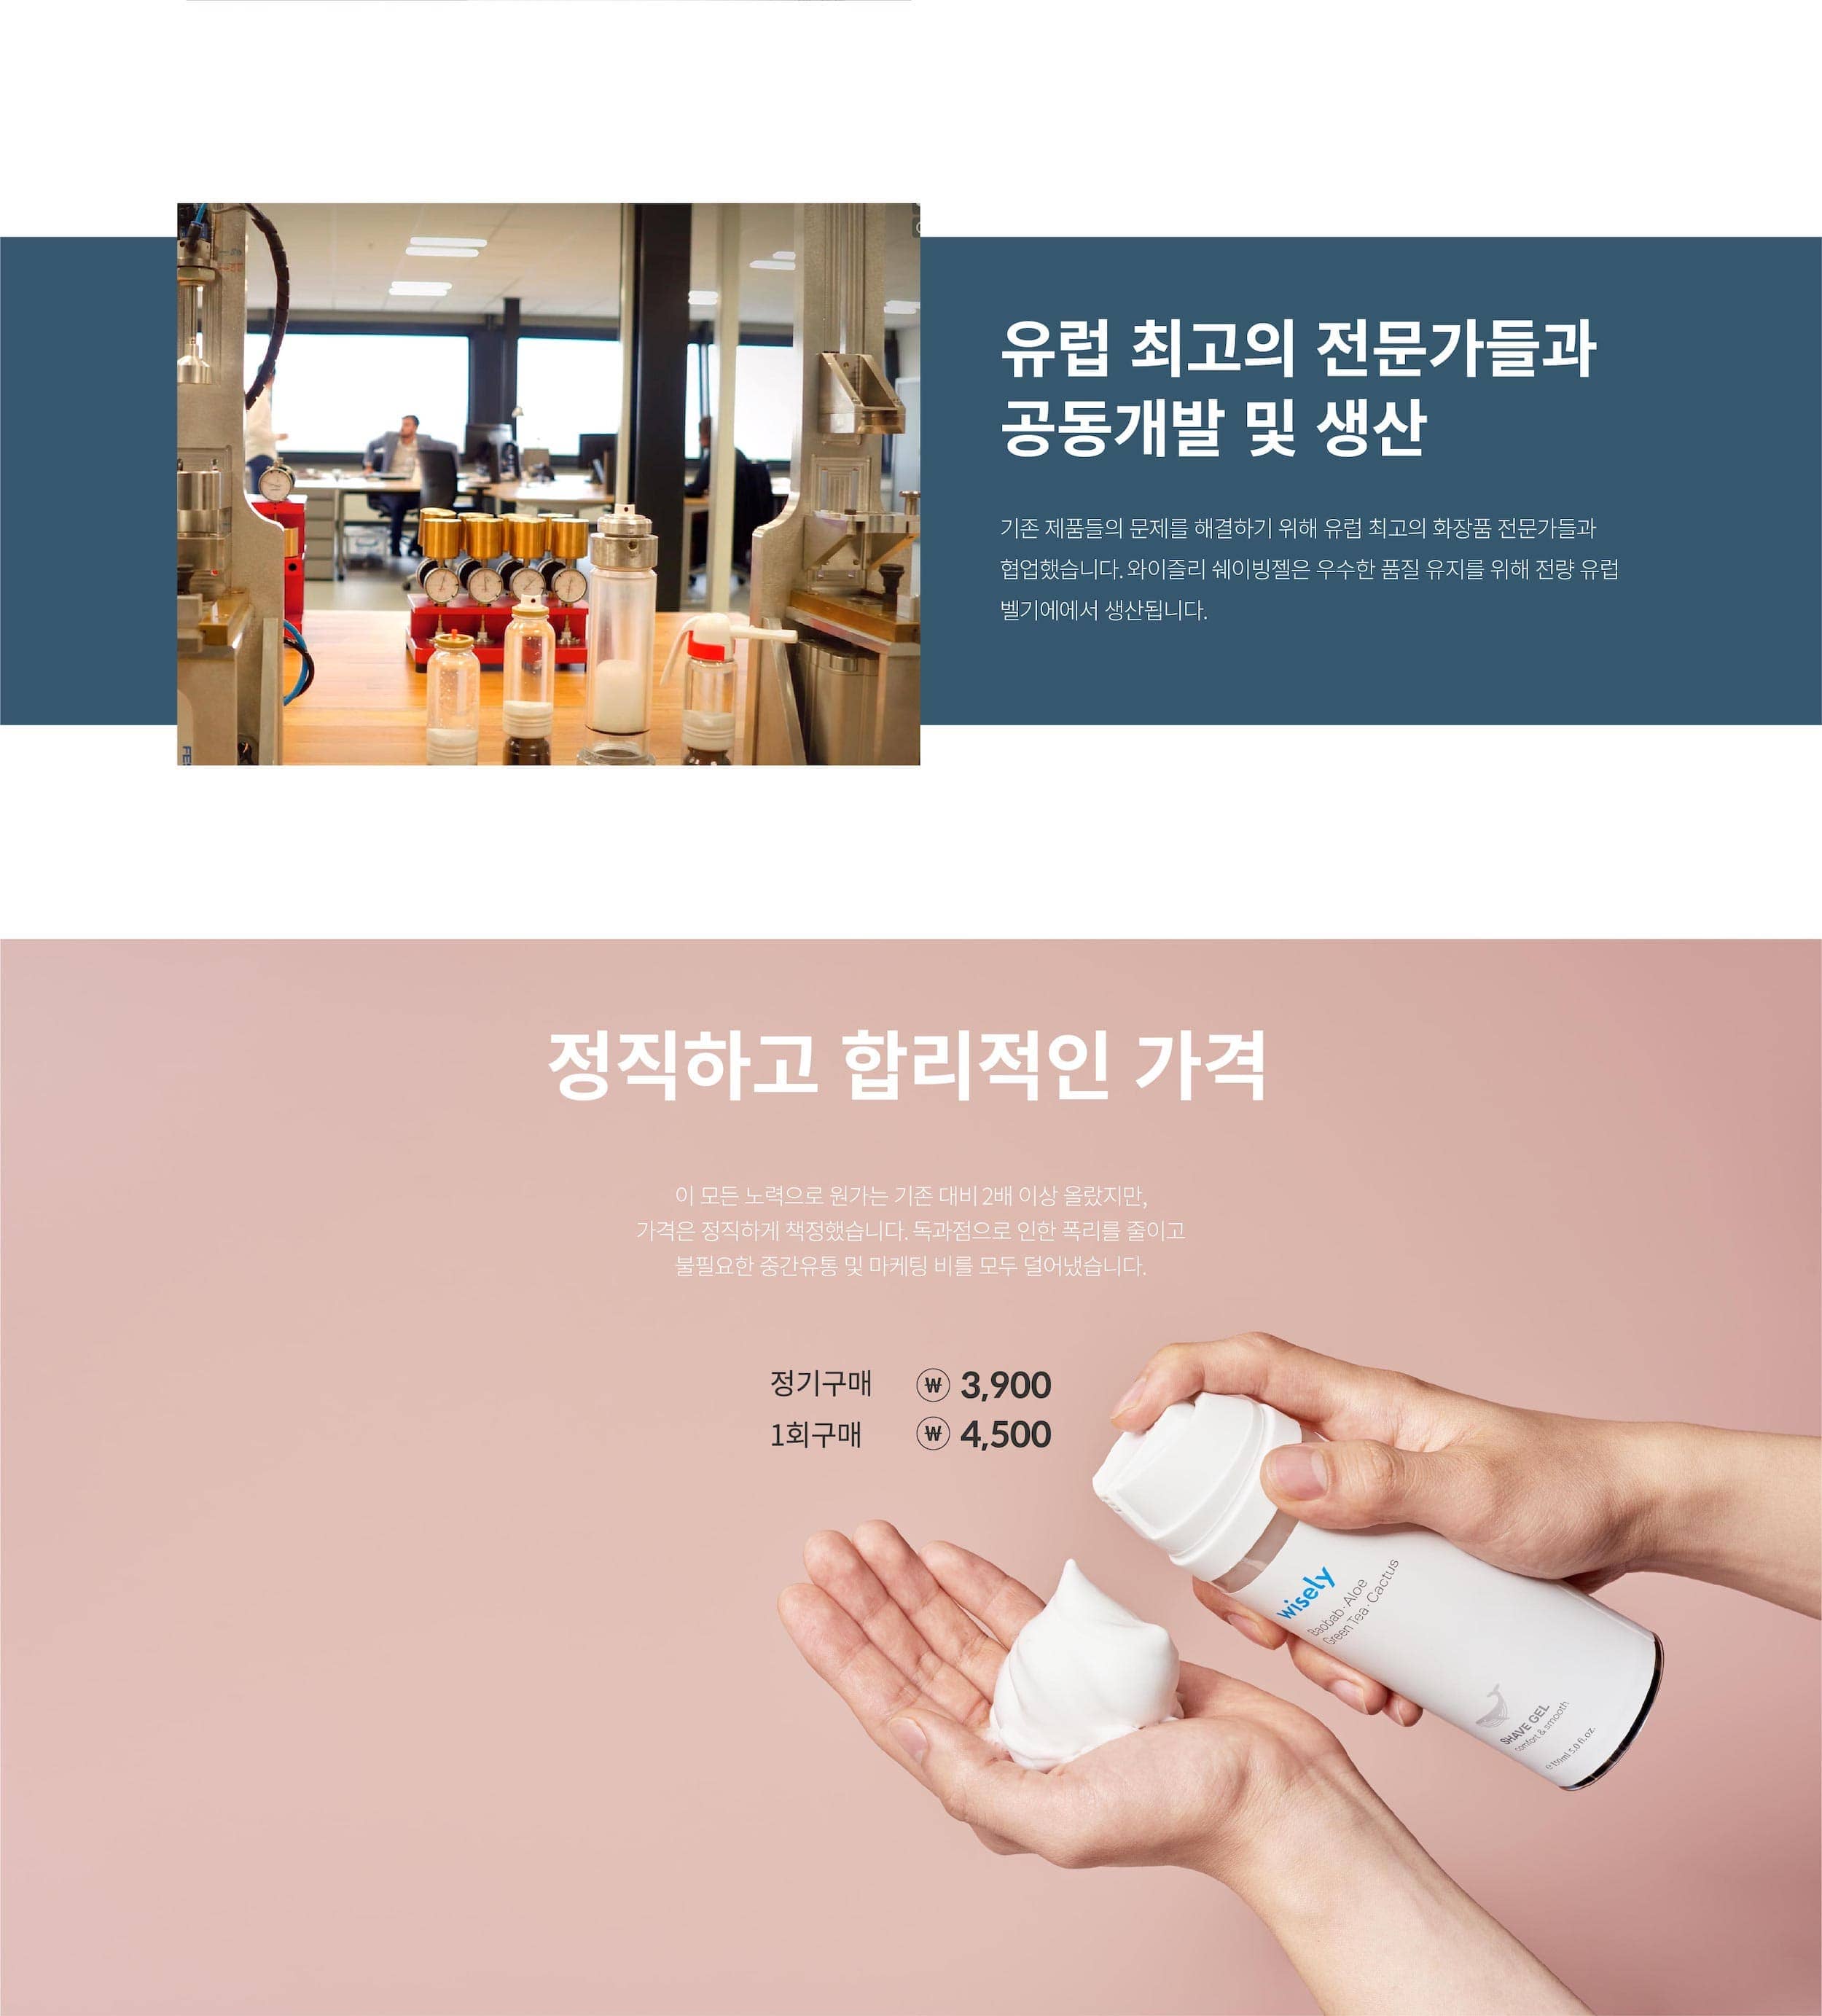 유럽 최고의 전문가들과
공동개발 및 생산
기존 제품들의 문제를 해결하기 위해 유럽 최고의 화장품 전문가들과
협업했습니다. 와이즐리 쉐이빙젤은 우수한 품질 유지를 위해 전량 유럽
벨기에에서 생산됩니다.
정직하고 합리적인 가격
이 모든 노력으로 원가는 기존 대비 2배 이상 올랐지만,
가격은 정직하게 책정했습니다. 독과점으로 인한 폭리를 줄이고
불필요한 중간유통 및 마케팅 비를 모두 덜어냈습니다.
정기구매 ₩ 3,900
1회구매 ₩ 4,500
wisely
Baobab · Aloe
Green Tea · Cactus
SHAVE GEL
comfort & smooth
5.0 fl.oz.